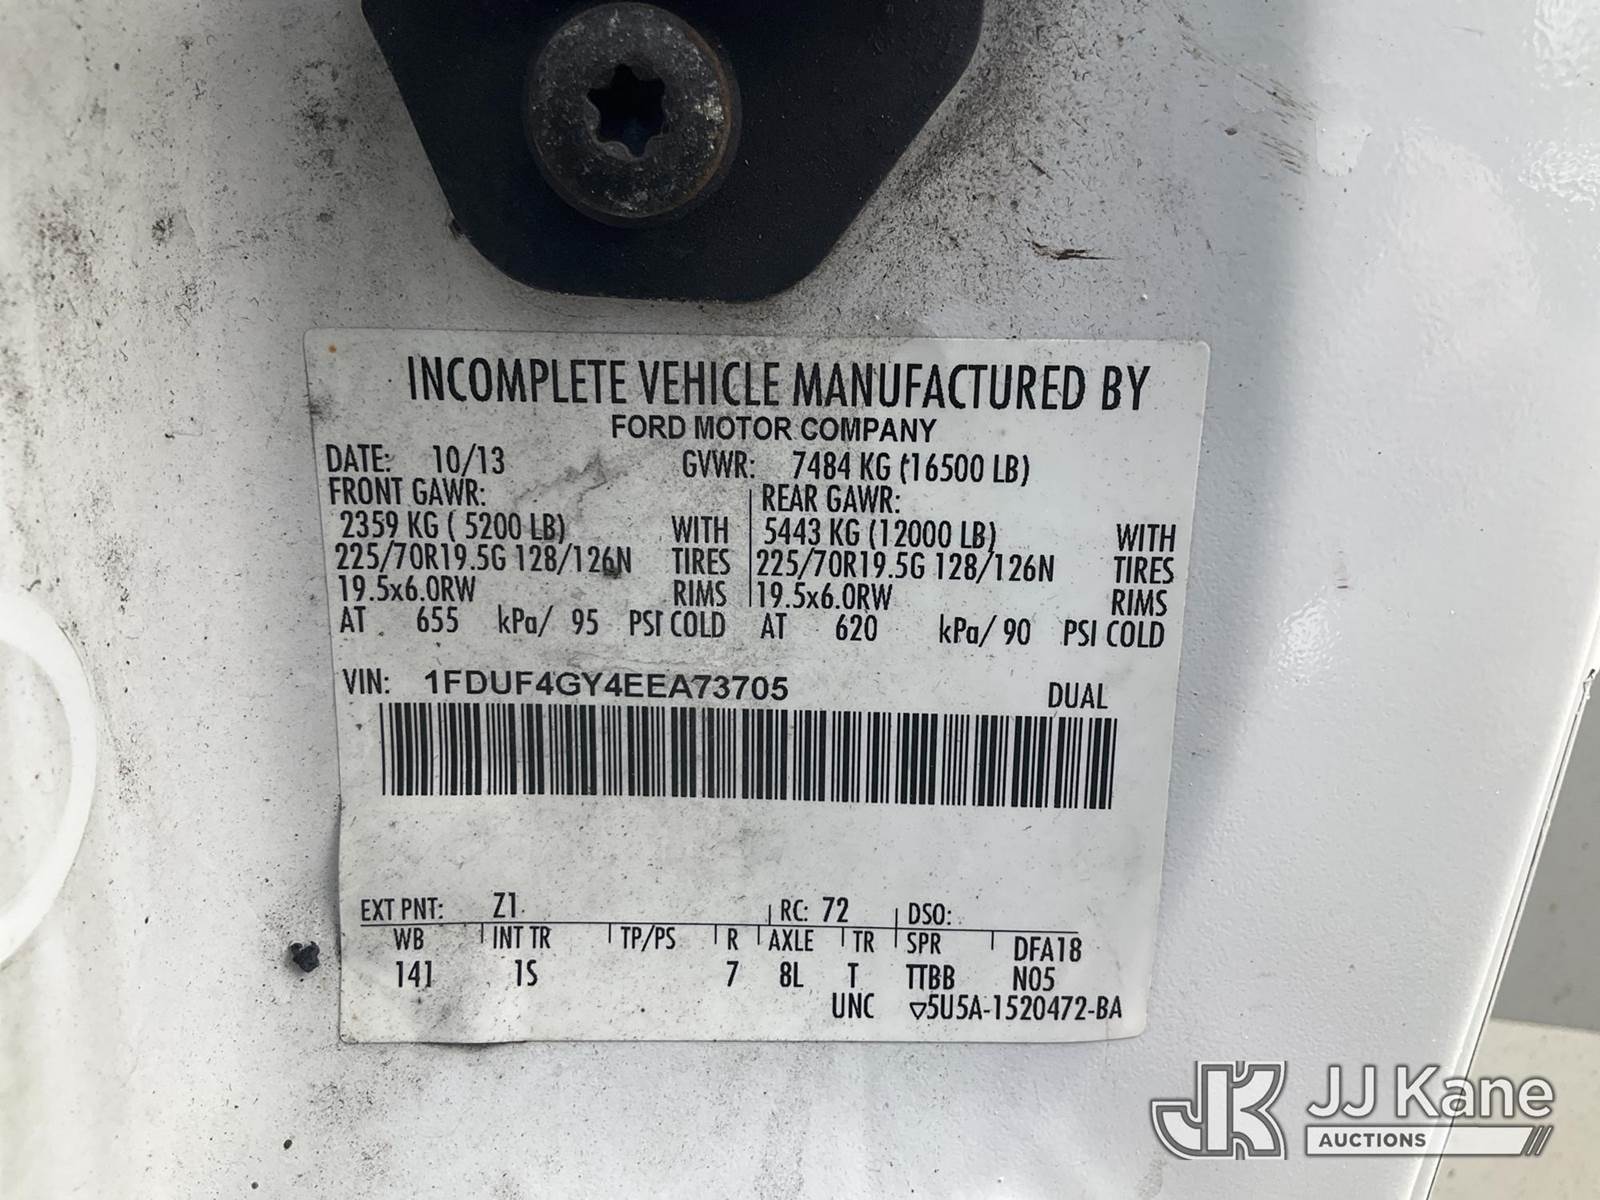 INCOMPLETE VEHICLE MANUFACTURED BY
FORD MOTOR COMPANY
DATE: 10/13 GVWR: 7484 KG (16500 LB)
FRONT GAWR: REAR GAWR:
2359 KG ( 5200 LB) WITH 5443 KG (12000 LB) WITH
225/70R19.5G 128/126N TIRES 225/70R19.5G 128/126N TIRES
19.5x6.0RW RIMS 19.5x6.0RW RIMS
AT 655 kPa/ 95 PSI COLD AT 620 kPa/ 90 PSI COLD
VIN: 1FDUF4GY4EEA73705 DUAL
EXT PNT: Z1 RC: 72 DSO:
WB INT TR TP/PS R AXLE TR SPR DFA18
141 1S 7 8L T TTBB N05
UNC ▽5U5A-1520472-BA
JK JJ Kane
AUCTIONS